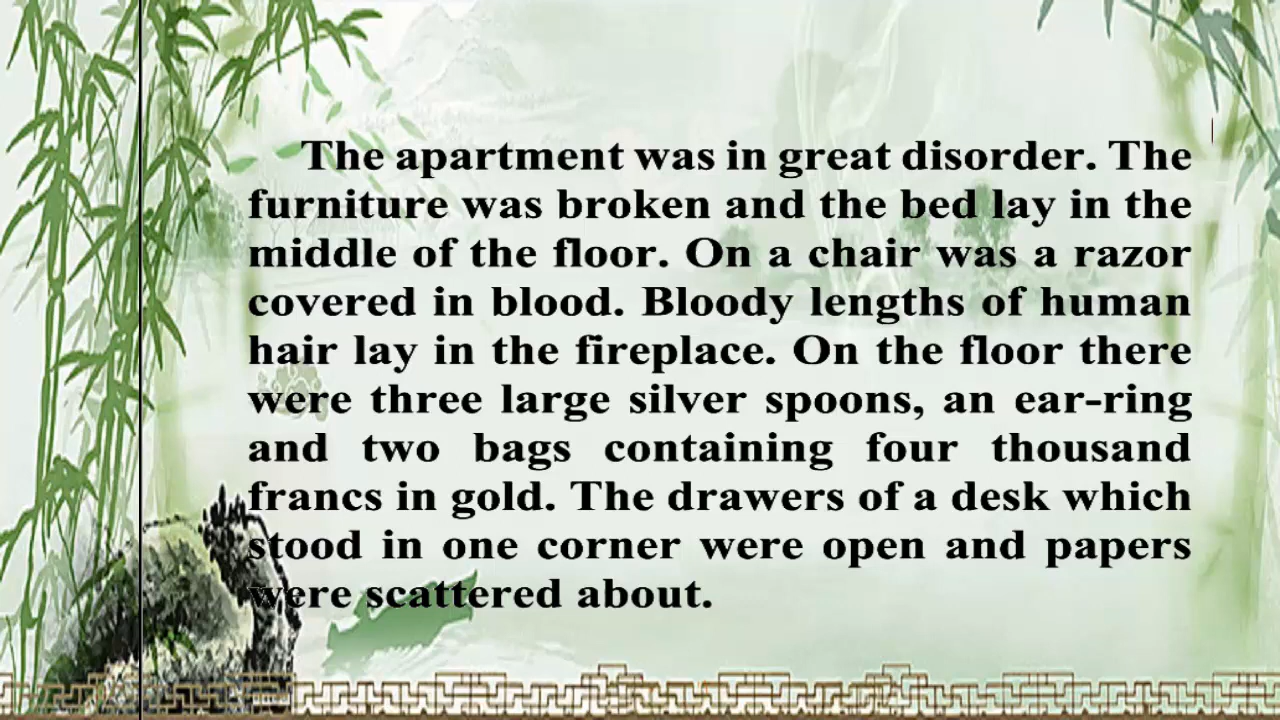 The apartment was in great disorder. The
furniture was broken and the bed lay in the
middle of the floor. On a chair was a razor
covered in blood. Bloody lengths of human
hair lay in the fireplace. On the floor there
were three large silver spoons, an ear-ring
and two bags containing four thousand
francs in gold. The drawers of a desk which
stood in one corner were open and papers
were scattered about.